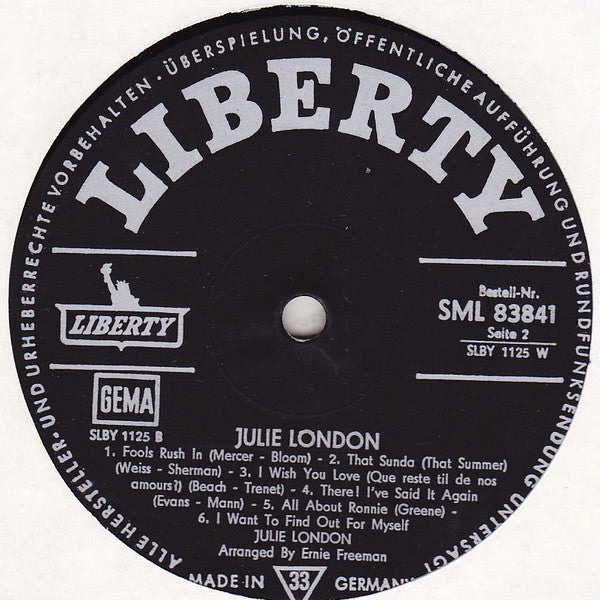 ALLE HERSTELLER- UND URHEBERRECHTE VORBEHALTEN · ÜBERSPIELUNG, ÖFFENTLICHE AUFFÜHRUNG UND RUNDFUNKSENDUNG UNTERSAGT
LIBERTY
LIBERTY
Bestell-Nr.
SML 83841
Seite 2
SLBY 1125 W
GEMA
SLBY 1125 B
JULIE LONDON
1. Fools Rush In (Mercer - Bloom) - 2. That Sunda (That Summer)
(Weiss - Sherman) - 3. I Wish You Love (Que reste til de nos
amours?) (Beach - Trenet) - 4. There! I've Said It Again
(Evans - Mann) - 5. All About Ronnie (Greene) -
6. I Want To Find Out For Myself
JULIE LONDON
Arranged By Ernie Freeman
MADE IN 33 GERMANY